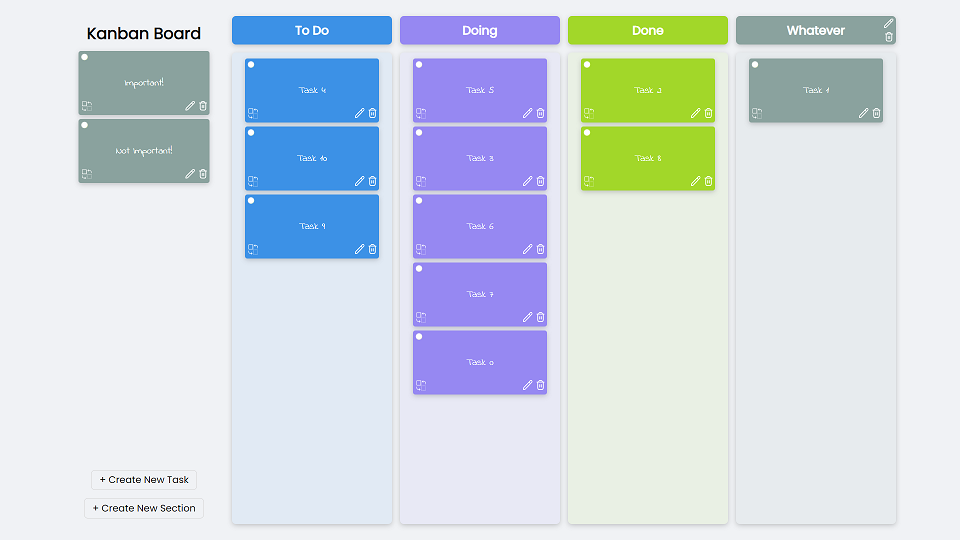 Kanban Board
Important!
Not Important!
+ Create New Task
+ Create New Section
To Do
Task 4
Task 10
Task 9
Doing
Task 5
Task 3
Task 6
Task 7
Task 0
Done
Task 2
Task 8
Whatever
Task 1